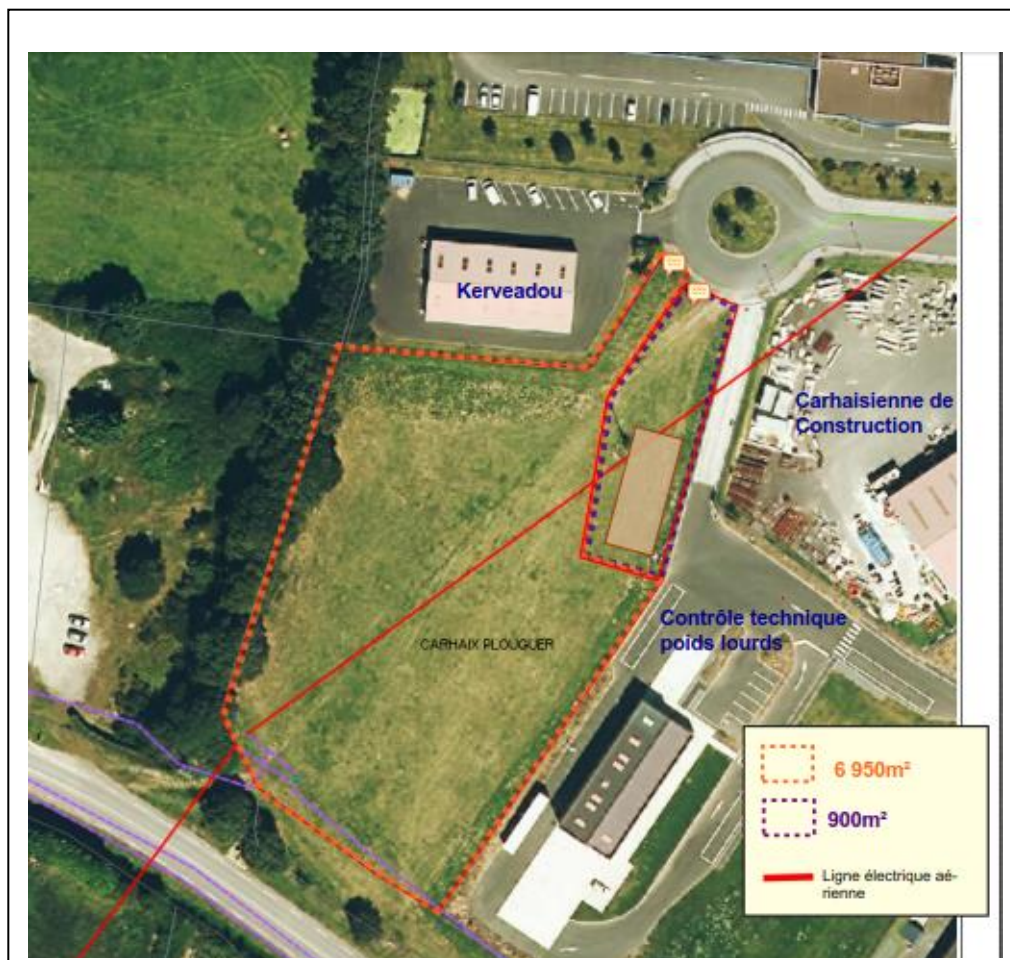 Kerveadou
Carhaisienne de
Construction
Contrôle technique
poids lourds
CARHAIX PLOUGUER
6 950m²
900m²
Ligne électrique aé-
rienne